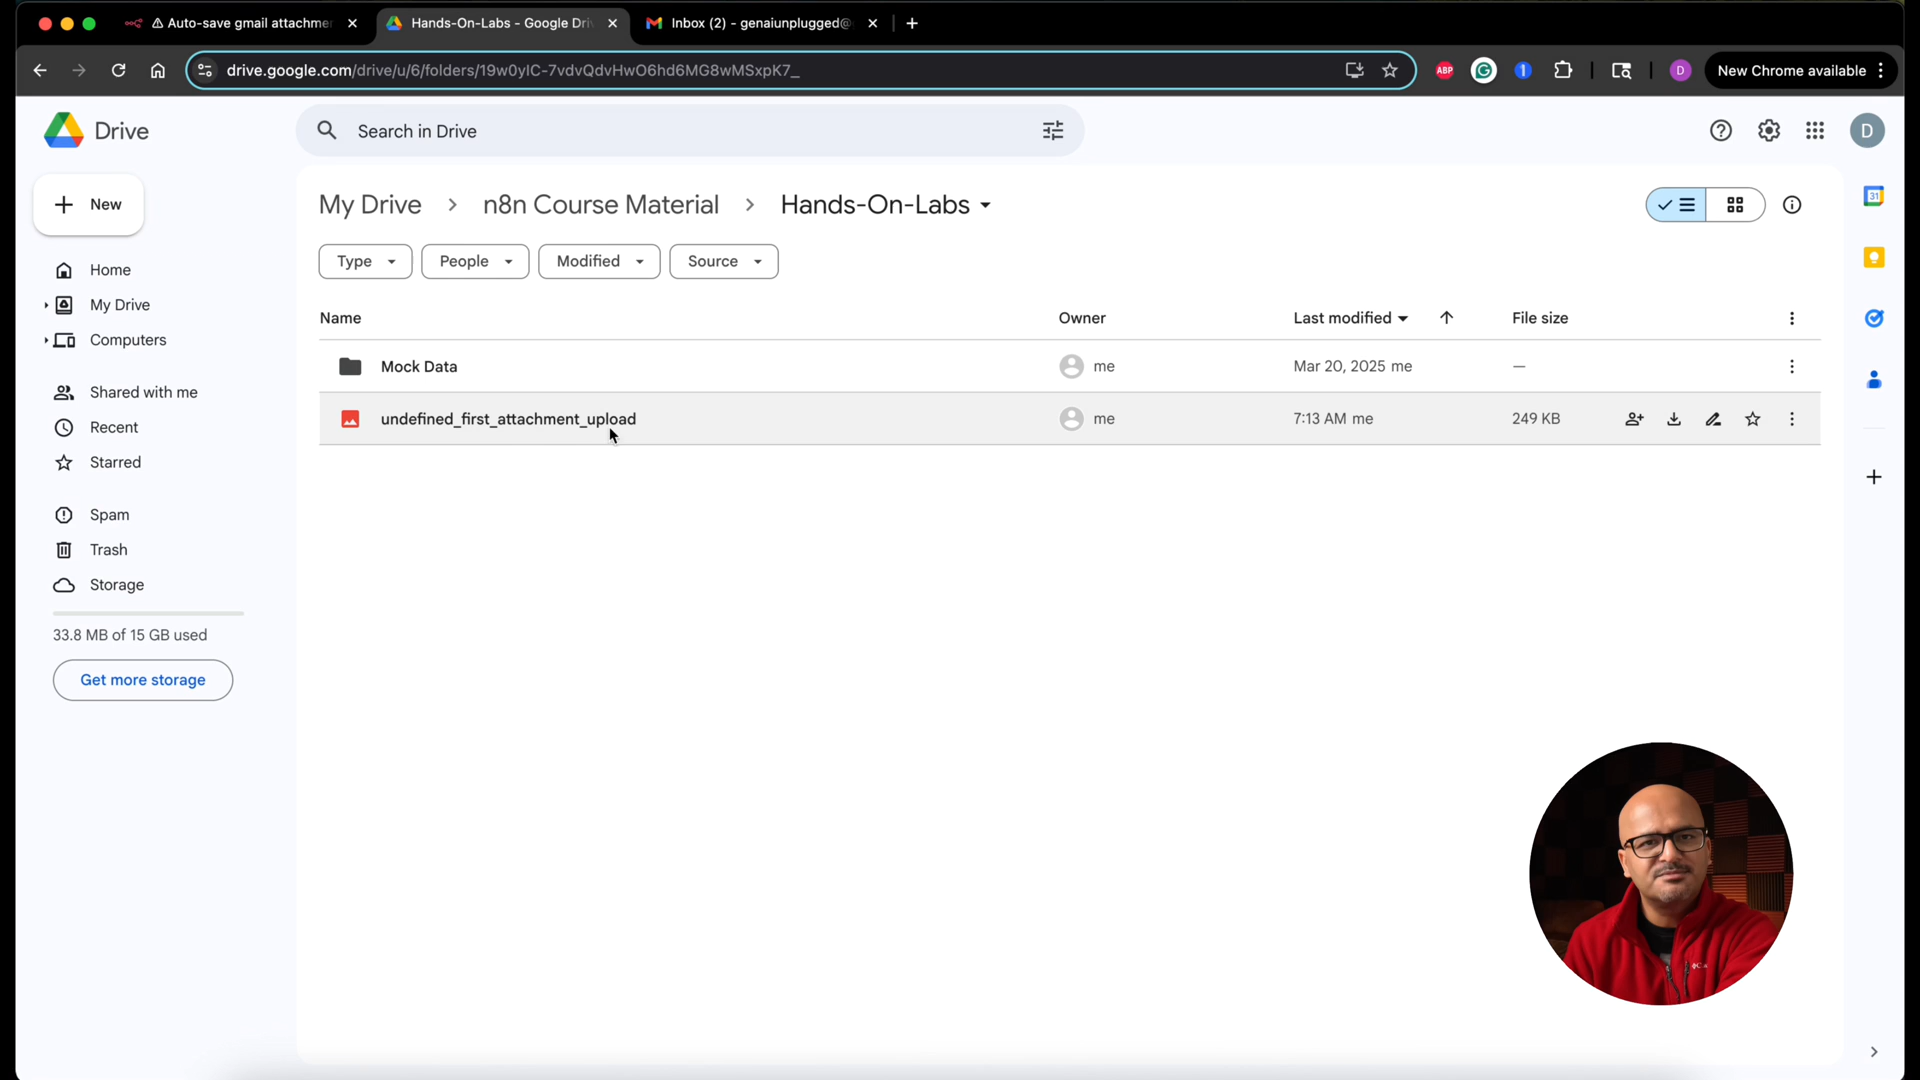 Auto-save gmail attachmen
Hands-On-Labs - Google Dri
Inbox (2) - genaiunplugged@
drive.google.com/drive/u/6/folders/19w0yIC-7vdvQdvHwO6hd6MG8wMSxpK7_
ABP
1
D
New Chrome available
Drive
Search in Drive
D
New
My Drive > n8n Course Material > Hands-On-Labs
31
Type
People
Modified
Source
Home
My Drive
Computers
Shared with me
Recent
Starred
Spam
Trash
Storage
33.8 MB of 15 GB used
Get more storage
Name Owner Last modified File size
Mock Data me Mar 20, 2025 me —
undefined_first_attachment_upload me 7:13 AM me 249 KB